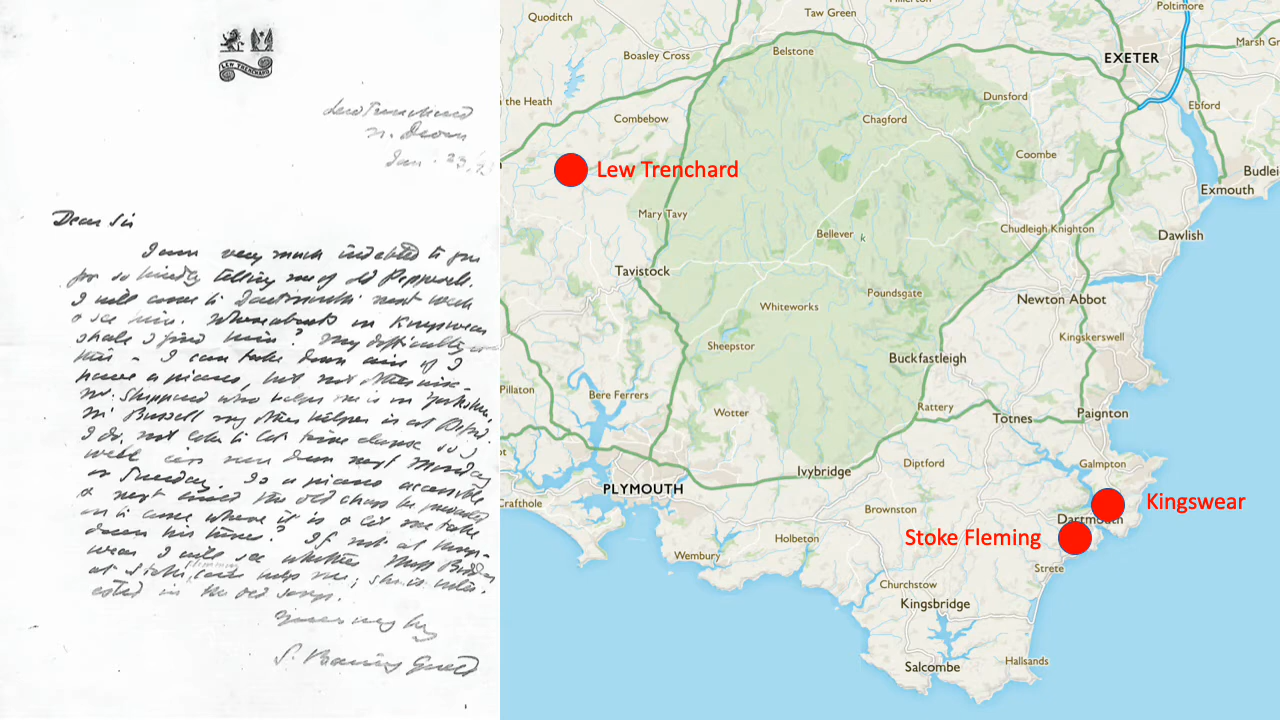 LEW TRENCHARD
Lew Trenchard
N. Devon
Jan. 23
Dear Sir
I am very much indebted to you
for so kindly telling me of old
I will come to Dartmouth next week
& see him. Whereabouts in Kingswear
shall I find him? My difficulty is
this - I can take down airs if I
have a piano, but not otherwise.
Mr. Sheppard who helps me is in Yorkshire
Mr Bussell my other helper is at Oxford.
I do not like to let time elapse so I
will run down next Monday
or Tuesday. Is a piano accessible
& next could the old chap be persuaded
to come where it is & let me take
down his tunes? If not at Kings-
wear I will see whether Miss
at Stoke Fleming could help me; she is inter-
ested in the old songs.
Yours very truly
S. Baring Gould
Quoditch
Taw Green
Poltimore
Boasley Cross
Belstone
EXETER
Marsh Gr
the Heath
Dunsford
Ebford
Combebow
Chagford
Coombe
Lew Trenchard
Budlei
Exmouth
Mary Tavy
Bellever
Chudleigh Knighton
Dawlish
Tavistock
Poundsgate
Newton Abbot
Whiteworks
Kingskerswell
Sheepstor
Buckfastleigh
Pillaton
Bere Ferrers
Wotter
Rattery
Totnes
Paignton
Ivybridge
Diptford
Galmpton
PLYMOUTH
Crafthole
Brownston
Kingswear
Dartmouth
Holbeton
Stoke Fleming
Wembury
Strete
Churchstow
Kingsbridge
Salcombe
Hallsands